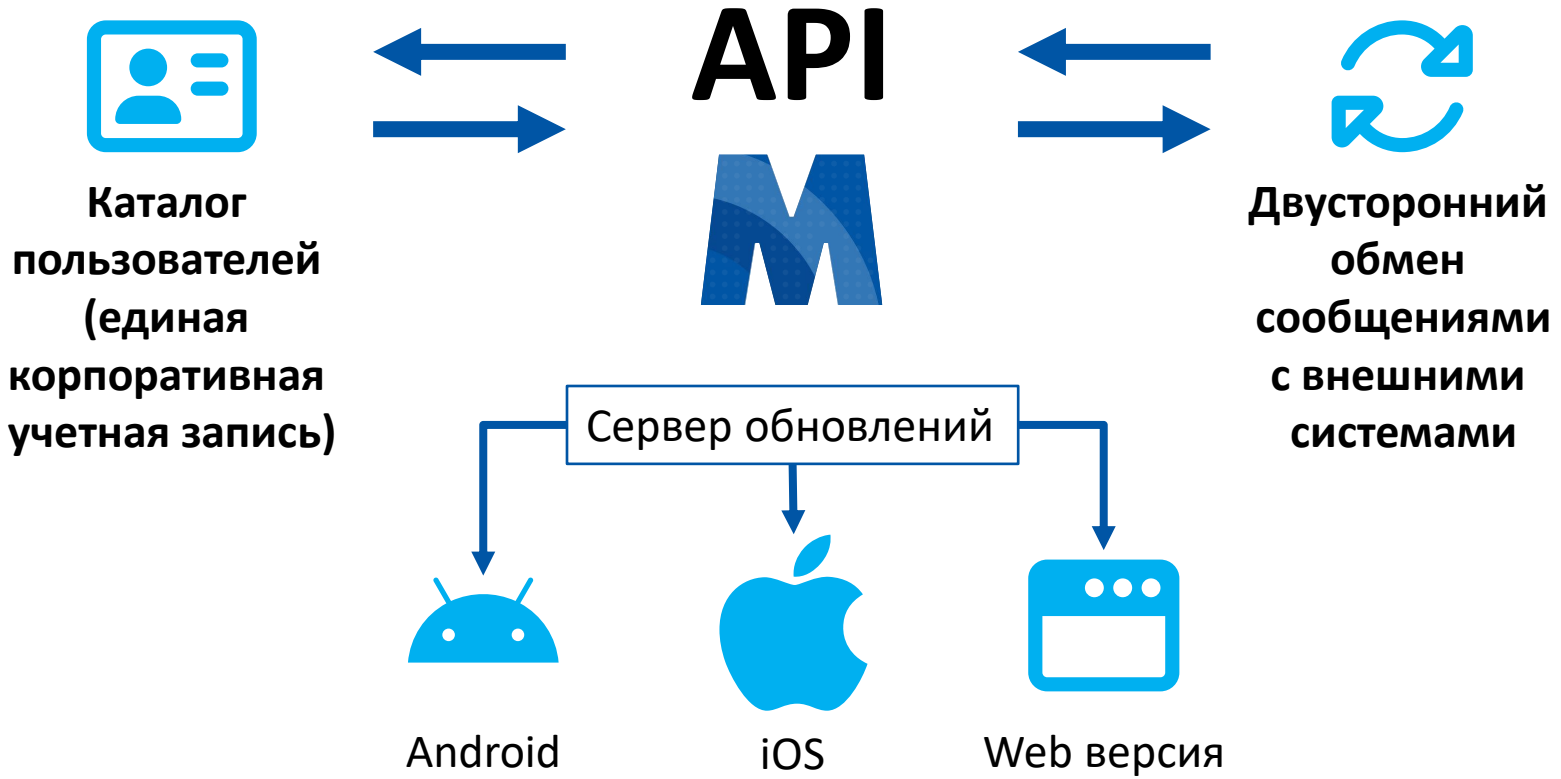 API
M
Каталог
пользователей
(единая
корпоративная
учетная запись)
Двусторонний
обмен
сообщениями
с внешними
системами
Сервер обновлений
Android
iOS
Web версия